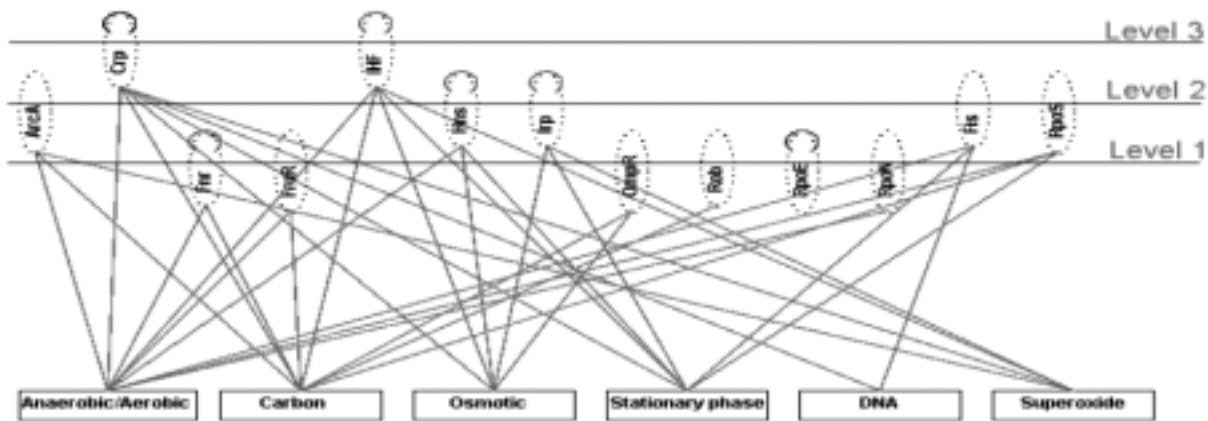 Level 3
Crp
IHF
Level 2
ArcA
Hns
lrp
Fis
RpoS
Level 1
Fnr
FruR
OmpR
Rob
RpoE
RpoN
Anaerobic/Aerobic
Carbon
Osmotic
Stationary phase
DNA
Superoxide